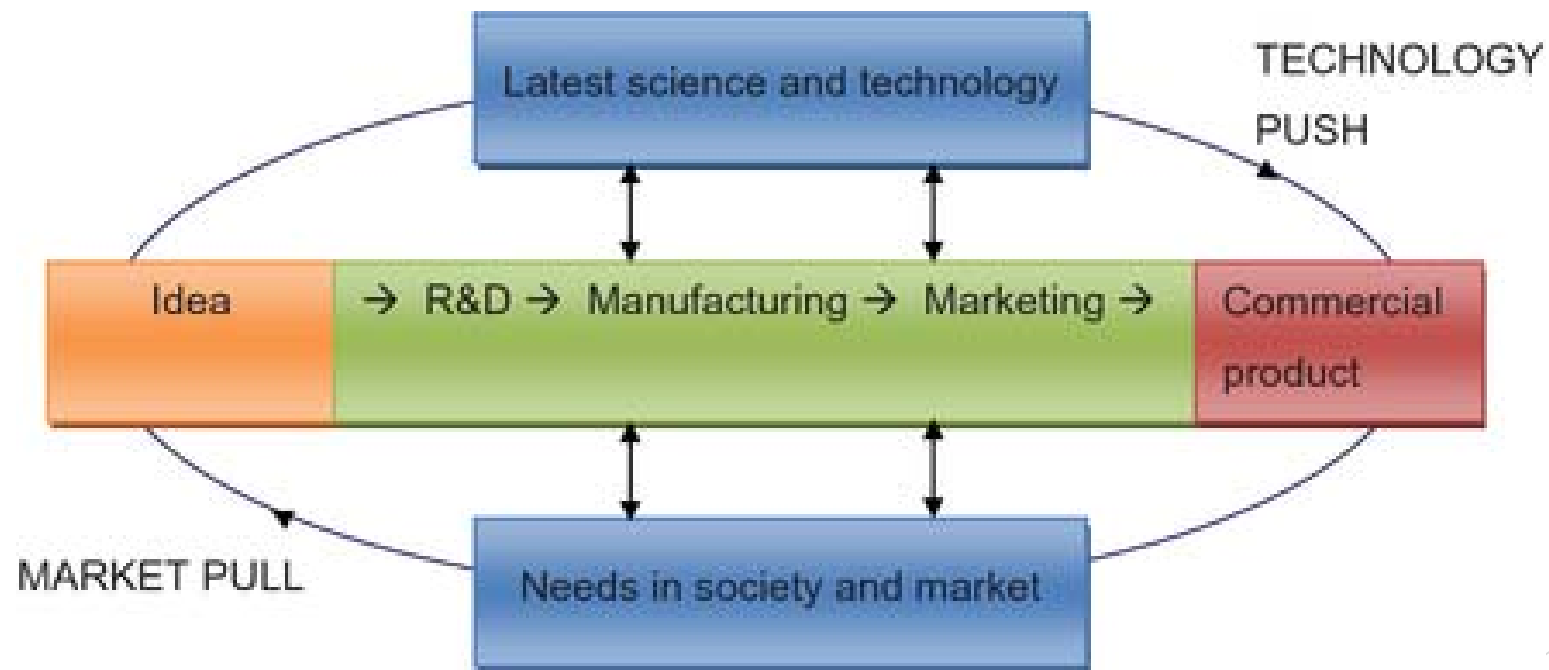 Latest science and technology
TECHNOLOGY
PUSH
Idea
→ R&D → Manufacturing → Marketing →
Commercial
product
MARKET PULL
Needs in society and market